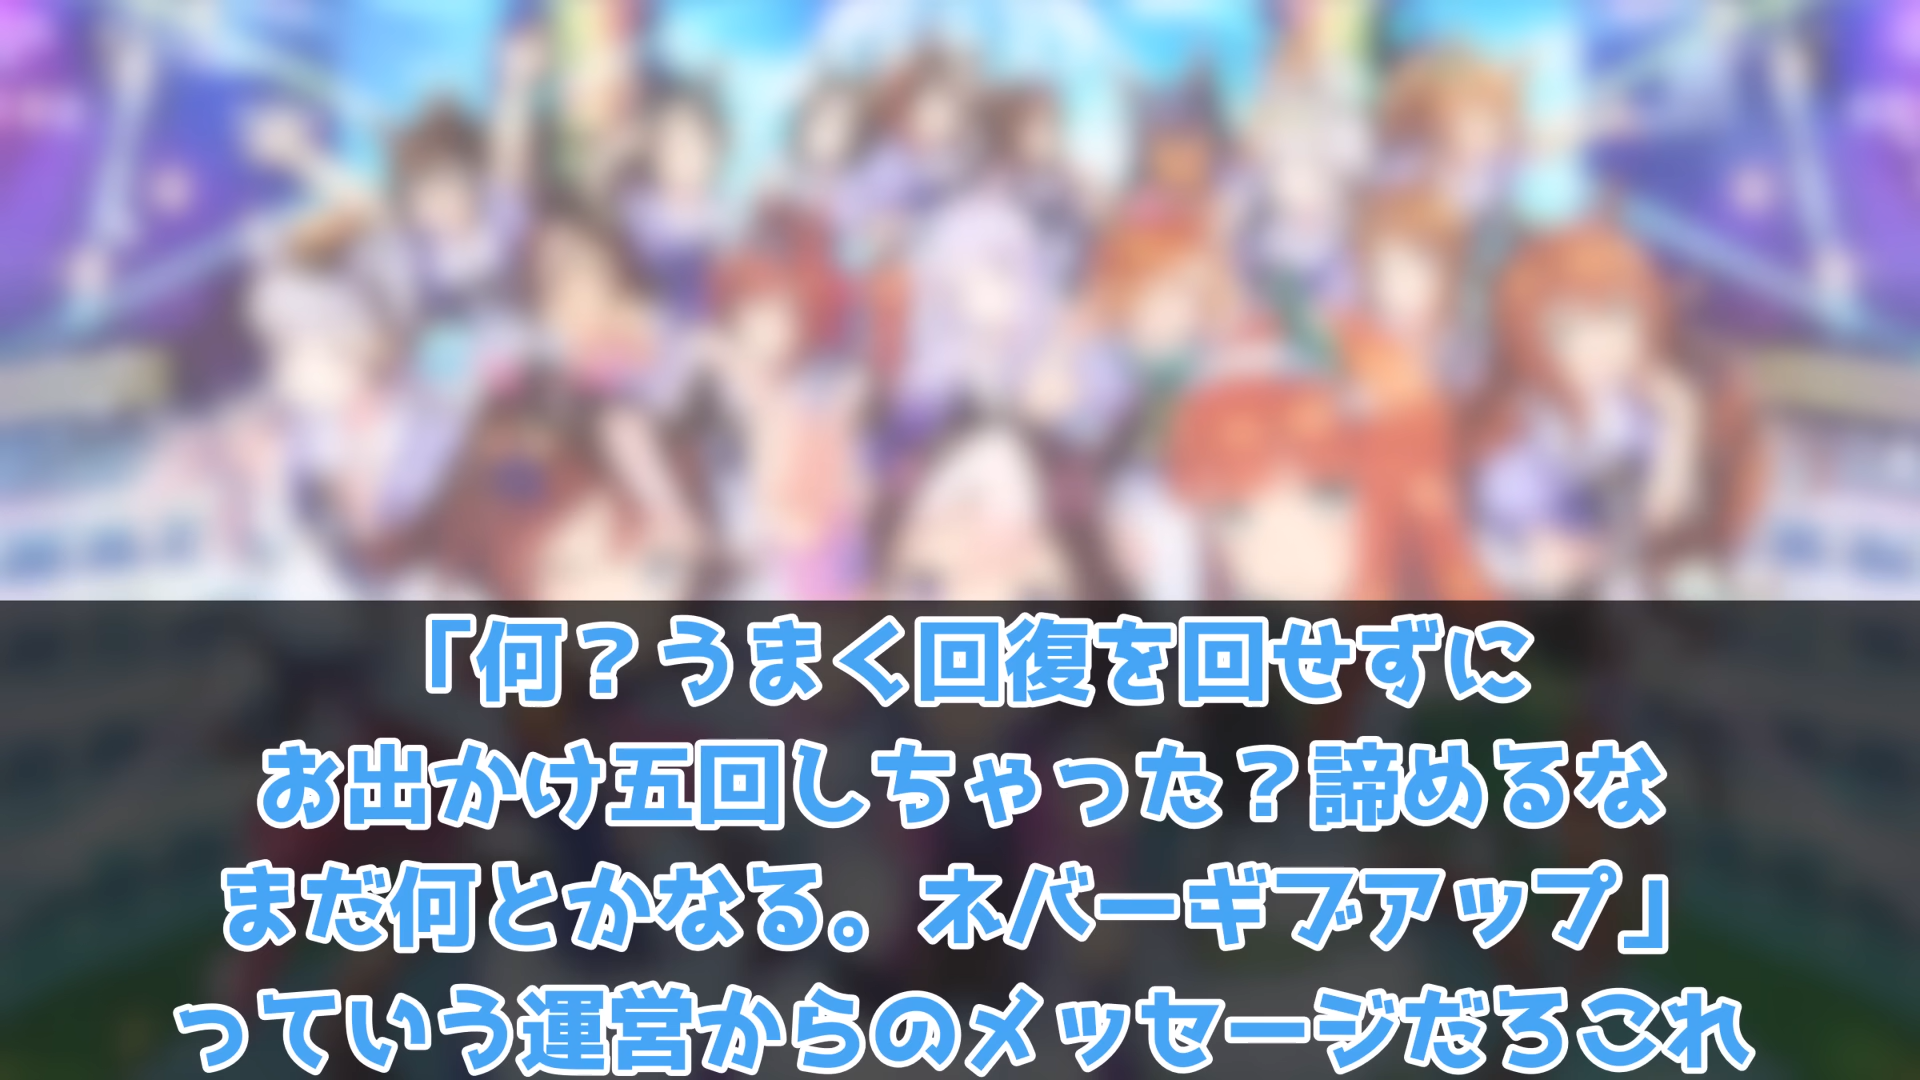 「何？うまく回復を回せずに
お出かけ五回しちゃった？諦めるな
まだ何とかなる。ネバーギブアップ」
っていう運営からのメッセージだろこれ